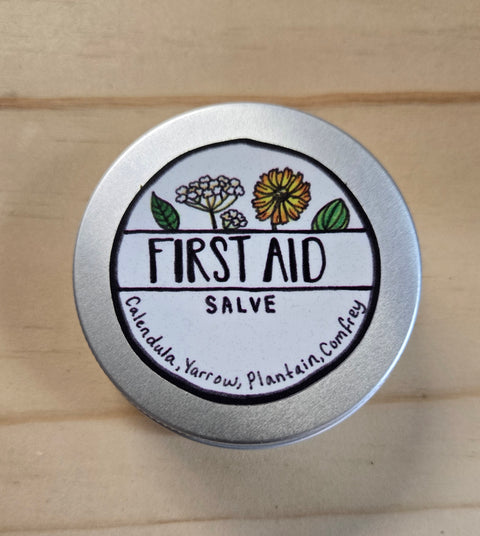 FIRST AID
SALVE
Calendula, Yarrow, Plantain, Comfrey